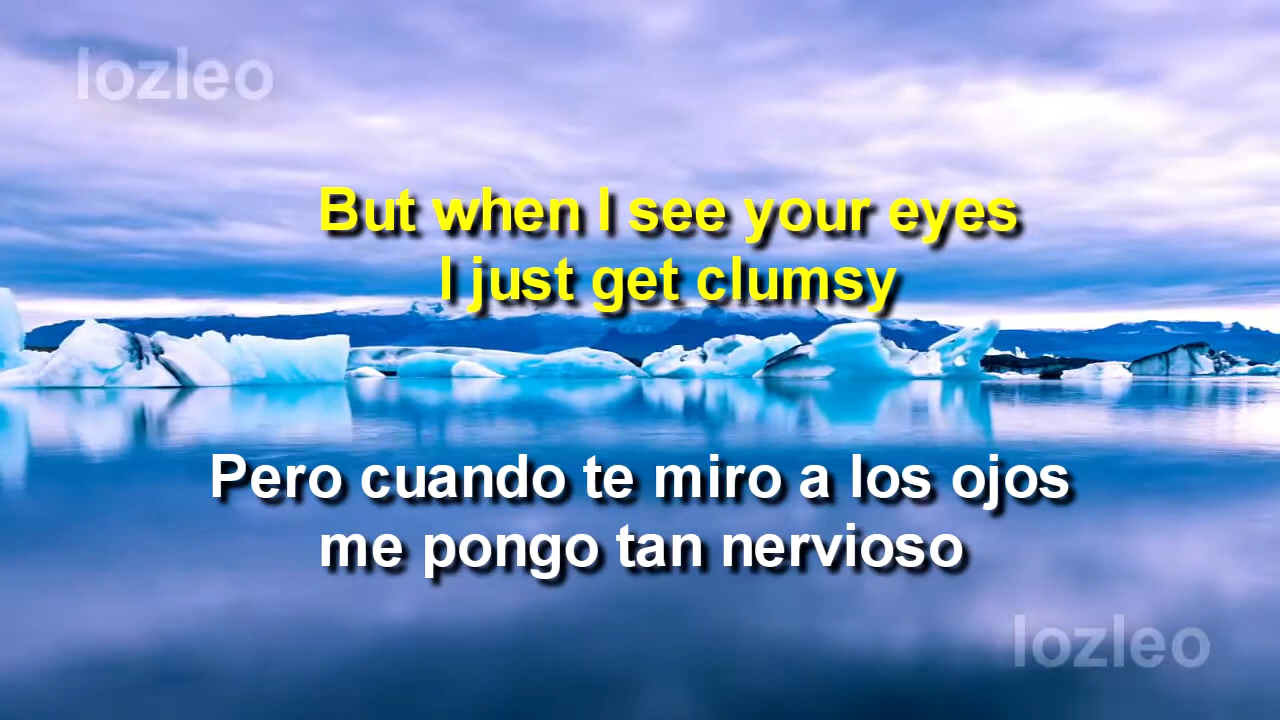 lozleo
But when I see your eyes
I just get clumsy
Pero cuando te miro a los ojos
me pongo tan nervioso
lozleo